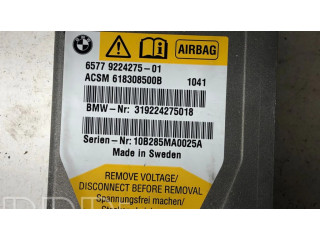 AIRBAG
6577 9224275-01
ACSM 618308500B 1041
BMW-Nr: 319224275018
Serien-Nr: 10B285MA0025A
Made in Sweden
REMOVE VOLTAGE/
DISCONNECT BEFORE REMOVAL
Spannungsfrei machen/